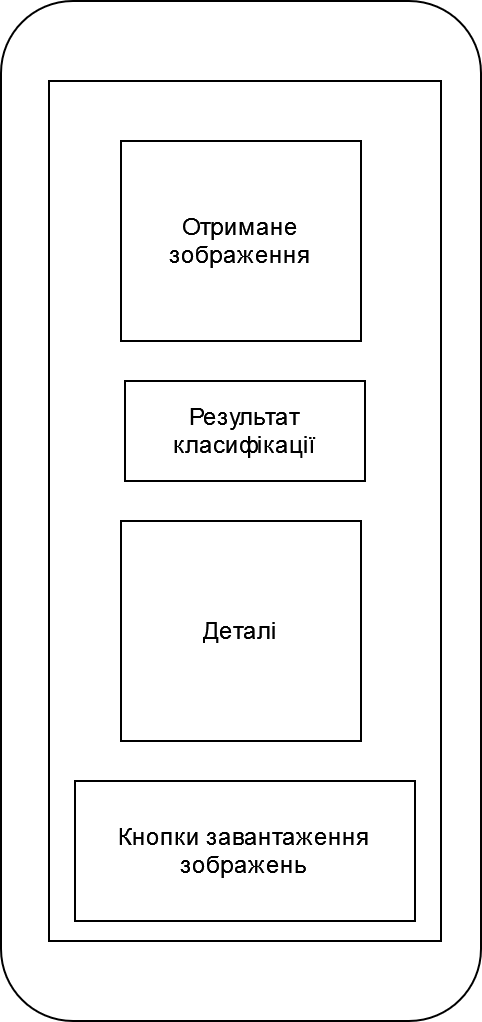 Отримане
зображення
Результат
класифікації
Деталі
Кнопки завантаження
зображень